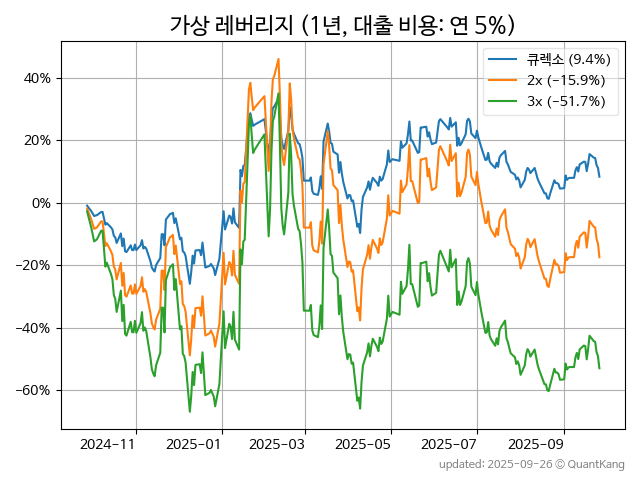 가상 레버리지 (1년, 대출 비용: 연 5%)
큐렉소 (9.4%)
2x (−15.9%)
3x (−51.7%)
40%
20%
0%
−20%
−40%
−60%
2024-11
2025-01
2025-03
2025-05
2025-07
2025-09
updated: 2025-09-26 © QuantKang